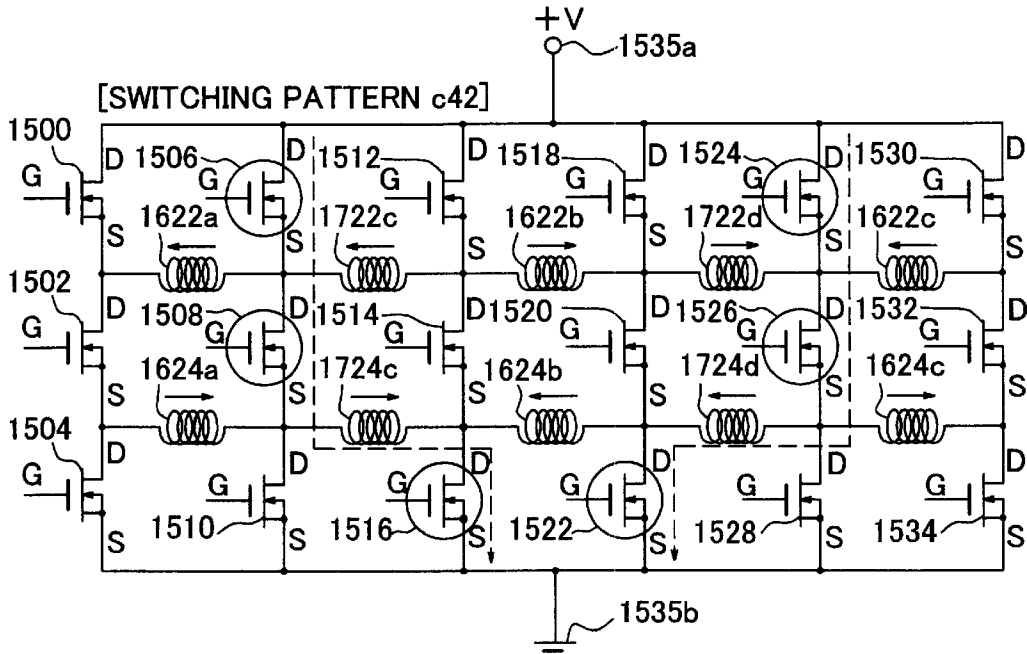 +V
1535a
[SWITCHING PATTERN c42]
1500 D 1506 D 1512 D 1518 D 1524 D 1530 D
G G G G G G
1622a S S 1722c S 1622b S 1722d S 1622c S
1502 D 1508 D 1514 D 1520 D 1526 D 1532 D
G G G G G G
1624a S S 1724c S 1624b S 1724d S 1624c S
1504 D D D D D D
G G G G G G
S 1510 S 1516 S 1522 S 1528 S 1534 S
1535b